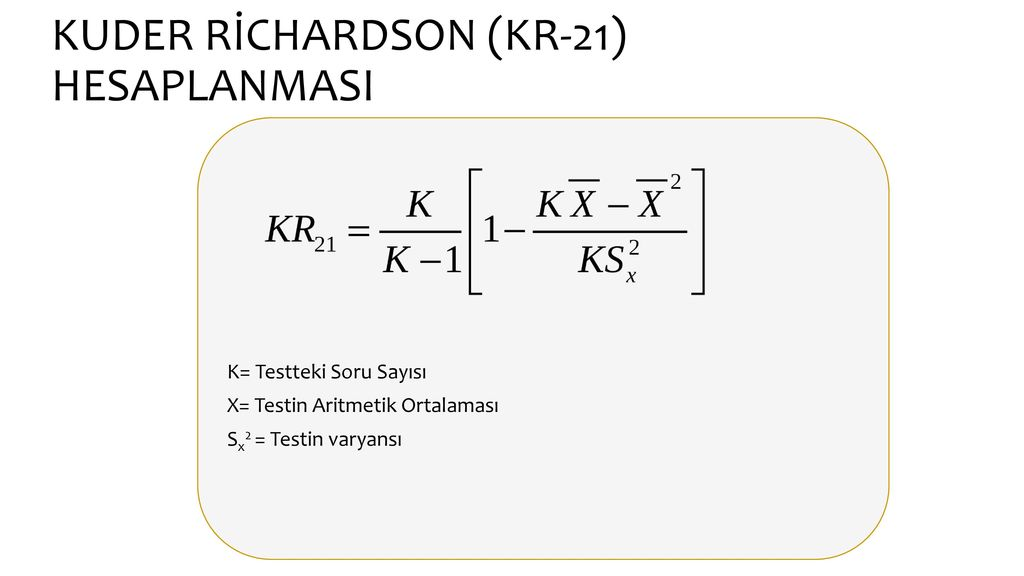 KUDER RİCHARDSON (KR-21)
HESAPLANMASI
KR₂₁ = K / (K − 1) [1 − (K X̅ − X̅²) / (KSₓ²)]
K= Testteki Soru Sayısı
X= Testin Aritmetik Ortalaması
Sₓ² = Testin varyansı